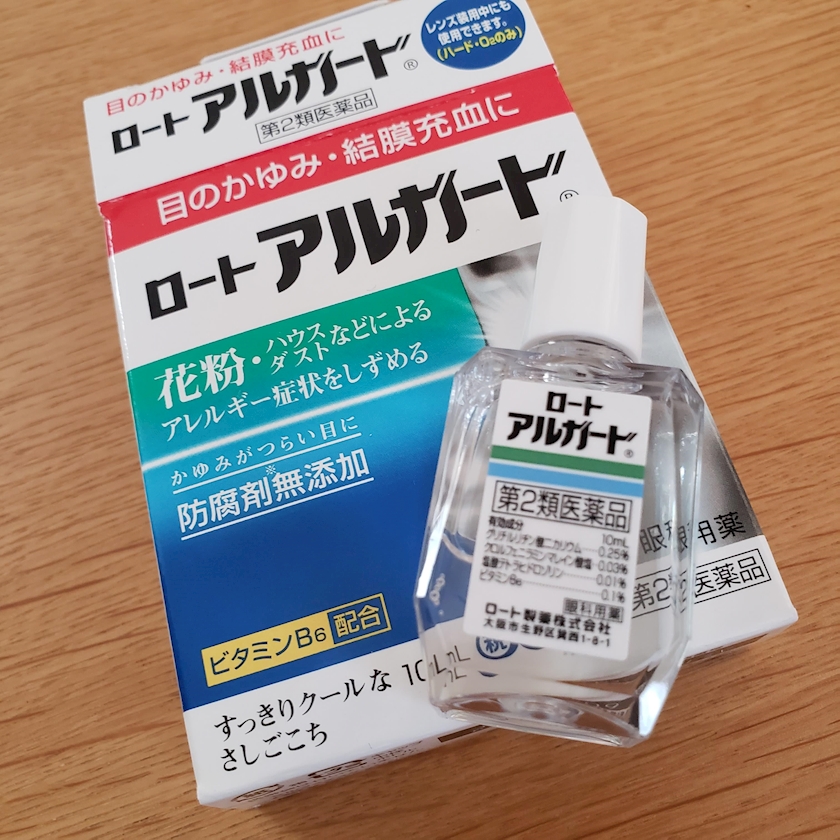 レンズ装用中にも
使用できます。
(ハード・O₂のみ)
目のかゆみ・結膜充血に
ロート アルガード®
第2類医薬品
目のかゆみ・結膜充血に
ロート アルガード®
花粉・ハウスダストなどによる
アレルギー症状をしずめる
かゆみがつらい目に
防腐剤※無添加
ビタミンB₆配合
すっきりクールな
さしごこち
眼科用薬
第2類医薬品
ロート
アルガード®
第2類医薬品
有効成分 10mL
グリチルリチン酸二カリウム 0.25%
クロルフェニラミンマレイン酸塩 0.03%
塩酸テトラヒドロゾリン 0.01%
ビタミンB₆ 0.1%
眼科用薬
ロート製薬株式会社
大阪市生野区巽西1-8-1